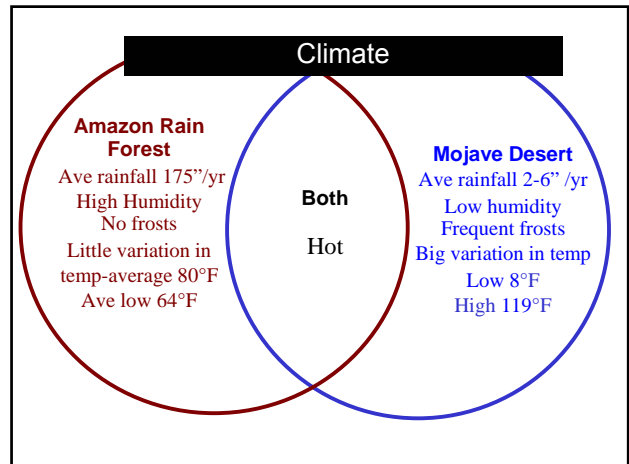 Climate
Amazon Rain
Forest
Ave rainfall 175”/yr
High Humidity
No frosts
Little variation in
temp-average 80°F
Ave low 64°F
Both
Hot
Mojave Desert
Ave rainfall 2-6” /yr
Low humidity
Frequent frosts
Big variation in temp
Low 8°F
High 119°F